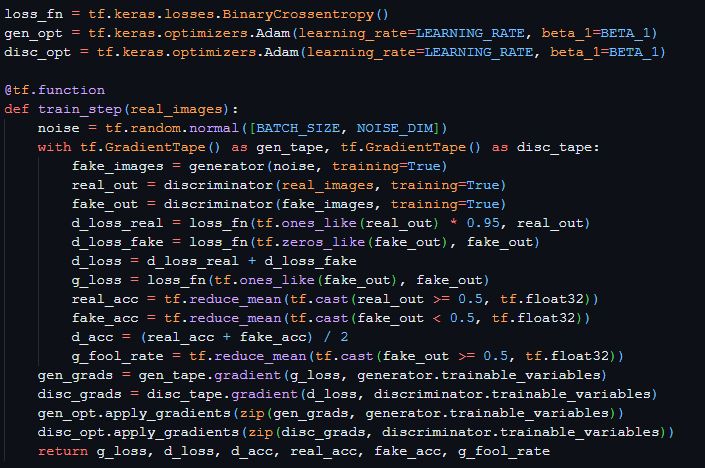 loss_fn = tf.keras.losses.BinaryCrossentropy()
gen_opt = tf.keras.optimizers.Adam(learning_rate=LEARNING_RATE, beta_1=BETA_1)
disc_opt = tf.keras.optimizers.Adam(learning_rate=LEARNING_RATE, beta_1=BETA_1)

@tf.function
def train_step(real_images):
    noise = tf.random.normal([BATCH_SIZE, NOISE_DIM])
    with tf.GradientTape() as gen_tape, tf.GradientTape() as disc_tape:
        fake_images = generator(noise, training=True)
        real_out = discriminator(real_images, training=True)
        fake_out = discriminator(fake_images, training=True)
        d_loss_real = loss_fn(tf.ones_like(real_out) * 0.95, real_out)
        d_loss_fake = loss_fn(tf.zeros_like(fake_out), fake_out)
        d_loss = d_loss_real + d_loss_fake
        g_loss = loss_fn(tf.ones_like(fake_out), fake_out)
        real_acc = tf.reduce_mean(tf.cast(real_out >= 0.5, tf.float32))
        fake_acc = tf.reduce_mean(tf.cast(fake_out < 0.5, tf.float32))
        d_acc = (real_acc + fake_acc) / 2
        g_fool_rate = tf.reduce_mean(tf.cast(fake_out >= 0.5, tf.float32))
    gen_grads = gen_tape.gradient(g_loss, generator.trainable_variables)
    disc_grads = disc_tape.gradient(d_loss, discriminator.trainable_variables)
    gen_opt.apply_gradients(zip(gen_grads, generator.trainable_variables))
    disc_opt.apply_gradients(zip(disc_grads, discriminator.trainable_variables))
    return g_loss, d_loss, d_acc, real_acc, fake_acc, g_fool_rate